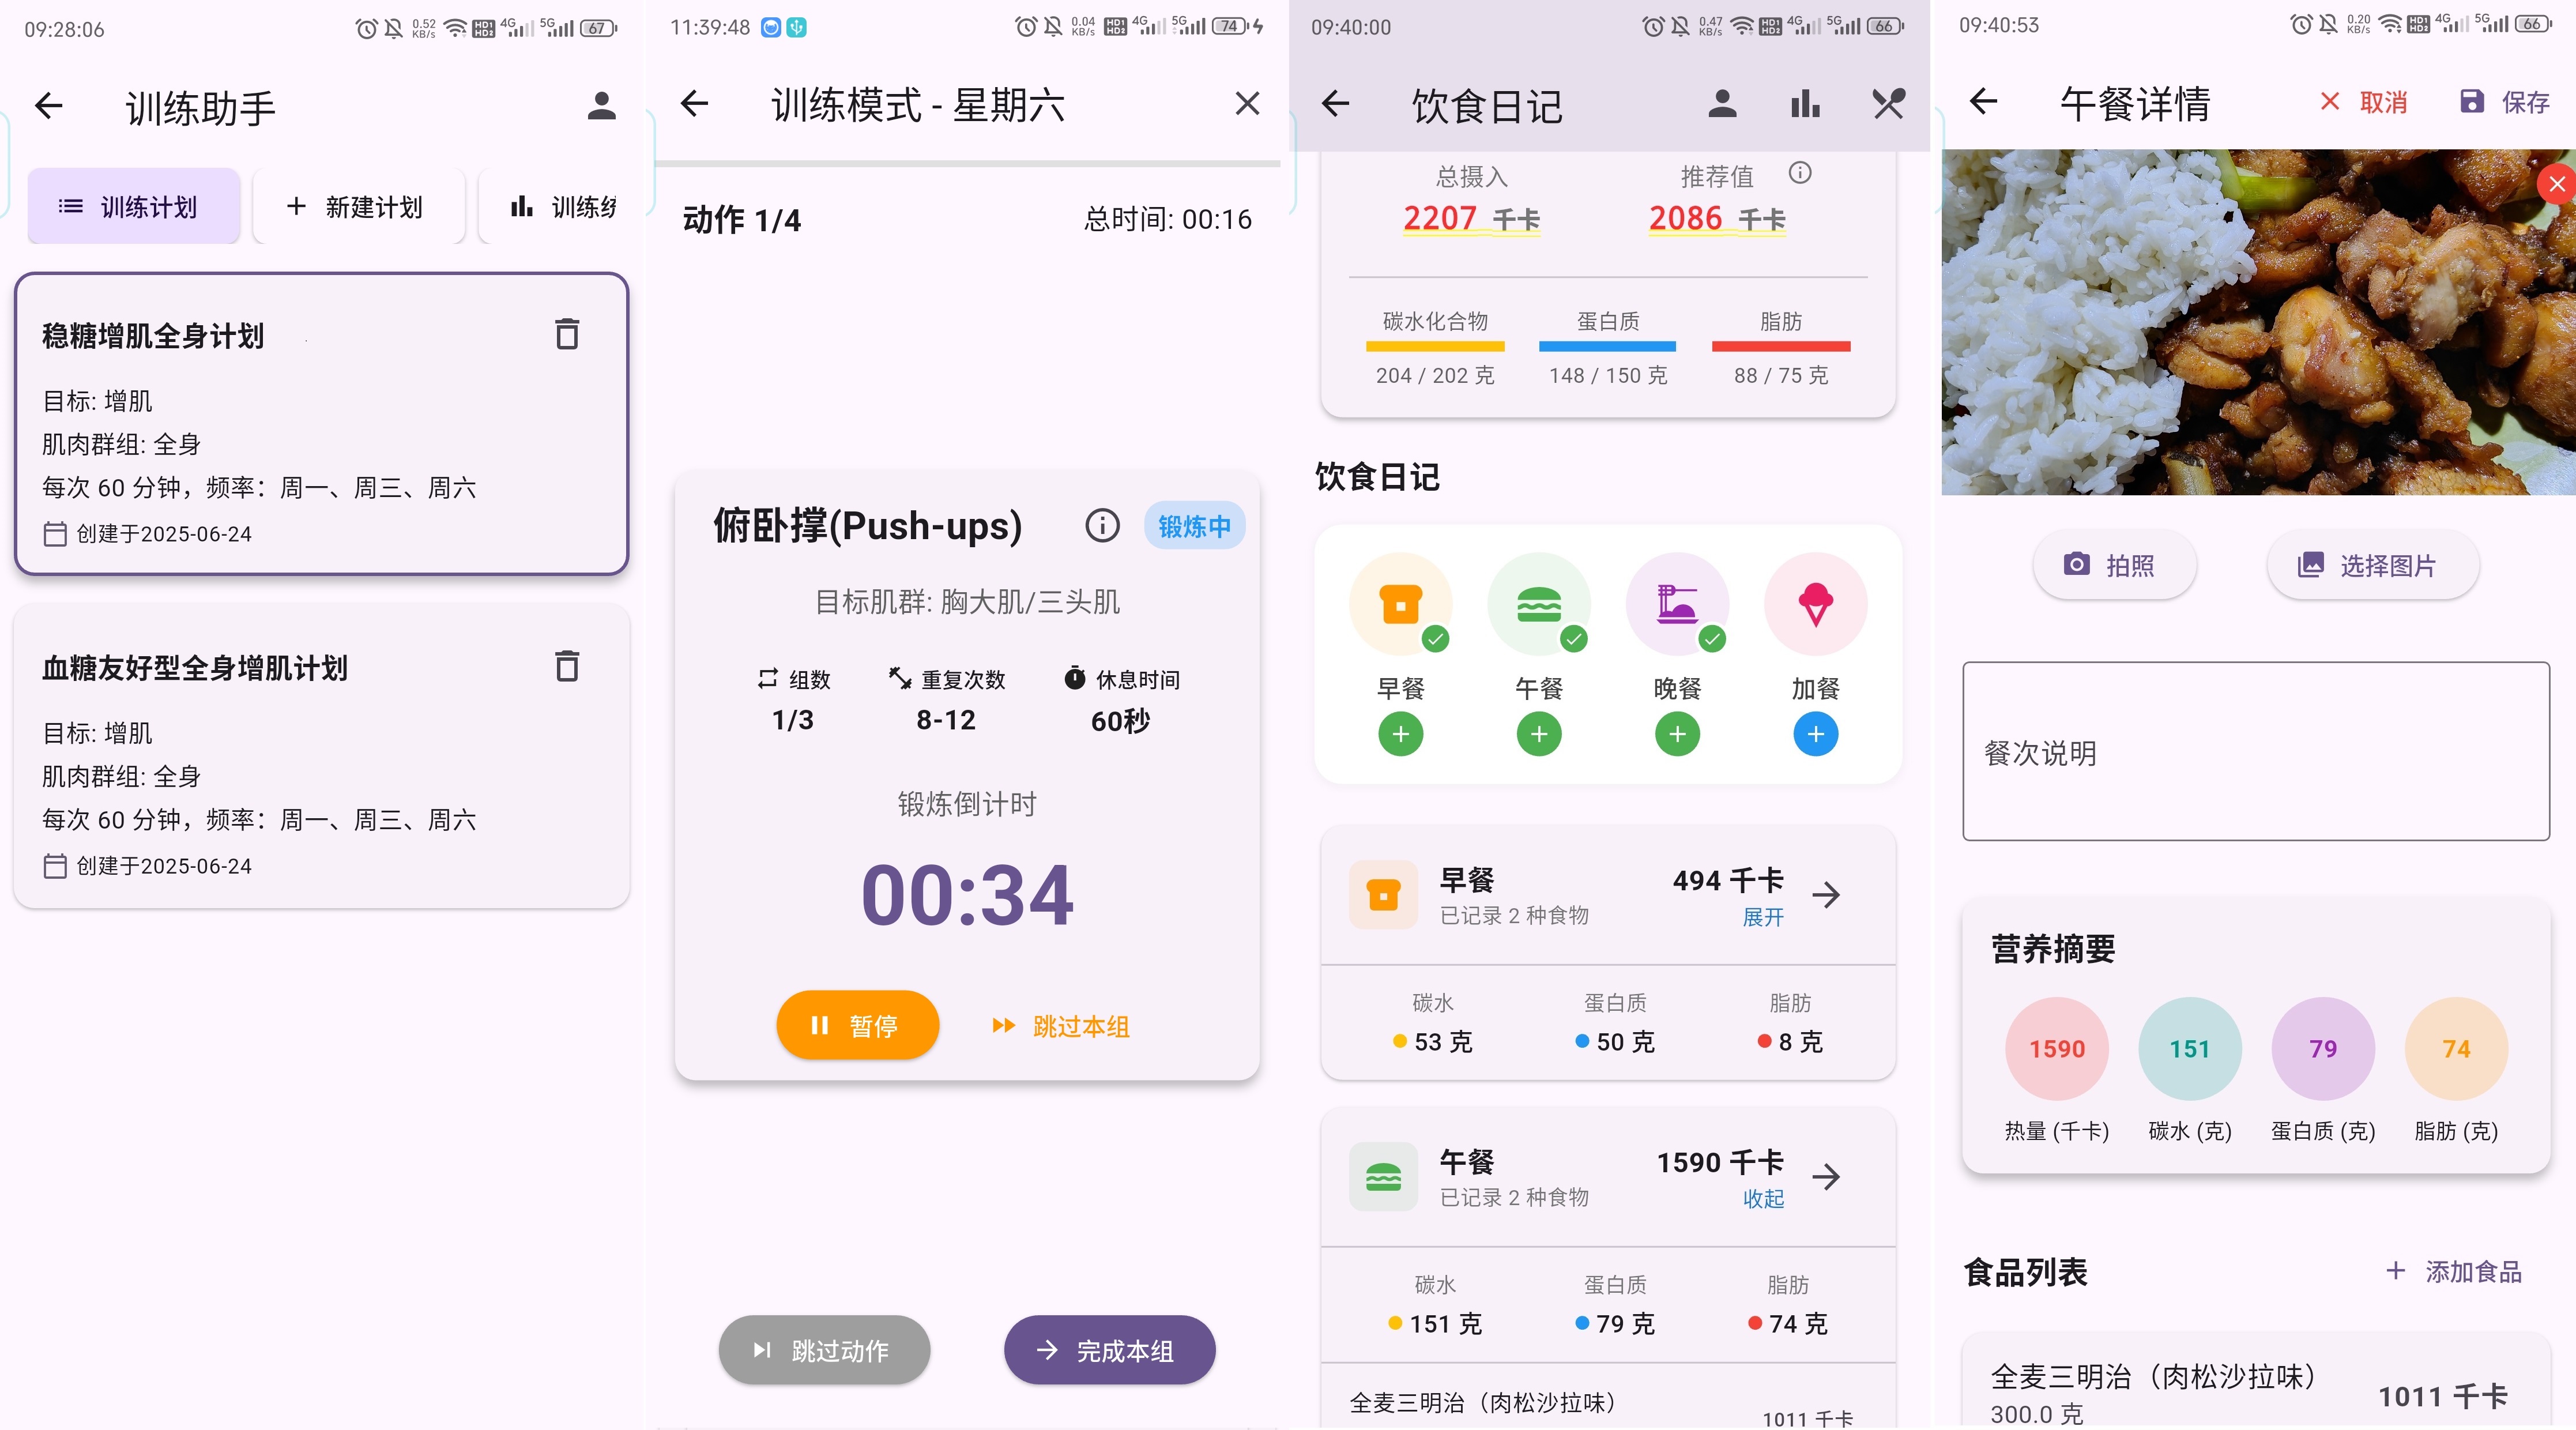 09:28:06
0.52 KB/s
HD1 HD2
4G
5G
67
训练助手
训练计划
新建计划
训练统
稳糖增肌全身计划
目标: 增肌
肌肉群组: 全身
每次 60 分钟，频率：周一、周三、周六
创建于2025-06-24
血糖友好型全身增肌计划
目标: 增肌
肌肉群组: 全身
每次 60 分钟，频率：周一、周三、周六
创建于2025-06-24
11:39:48
0.04 KB/s
HD1 HD2
4G
5G
74
训练模式 - 星期六
动作 1/4
总时间: 00:16
俯卧撑(Push-ups)
锻炼中
目标肌群: 胸大肌/三头肌
组数
重复次数
休息时间
1/3
8-12
60秒
锻炼倒计时
00:34
暂停
跳过本组
跳过动作
完成本组
09:40:00
0.47 KB/s
HD1 HD2
4G
5G
66
饮食日记
总摄入
推荐值
2207 千卡
2086 千卡
碳水化合物
蛋白质
脂肪
204 / 202 克
148 / 150 克
88 / 75 克
饮食日记
早餐
午餐
晚餐
加餐
早餐
494 千卡
已记录 2 种食物
展开
碳水
蛋白质
脂肪
53 克
50 克
8 克
午餐
1590 千卡
已记录 2 种食物
收起
碳水
蛋白质
脂肪
151 克
79 克
74 克
全麦三明治（肉松沙拉味）
1011 千卡
09:40:53
0.20 KB/s
HD1 HD2
4G
5G
66
午餐详情
取消
保存
拍照
选择图片
餐次说明
营养摘要
1590
151
79
74
热量 (千卡)
碳水 (克)
蛋白质 (克)
脂肪 (克)
食品列表
添加食品
全麦三明治（肉松沙拉味）
1011 千卡
300.0 克